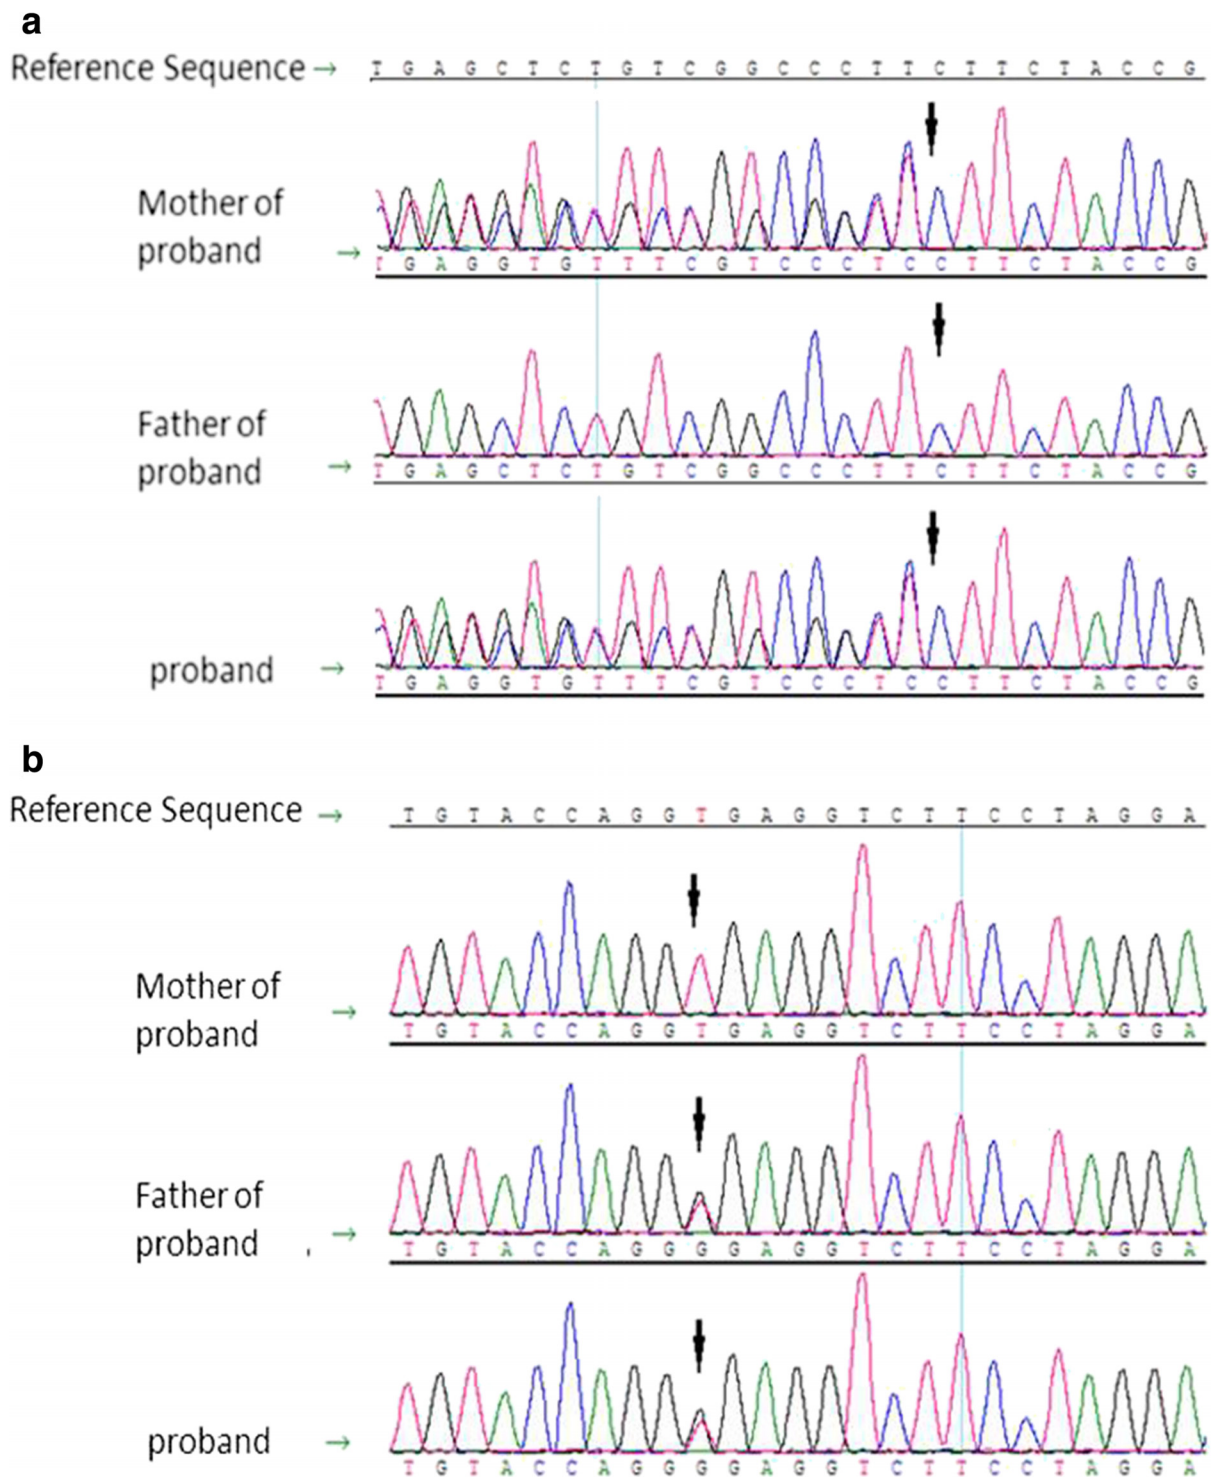 a
Reference Sequence → T G A G C T C T G T C G G C C C T T C T T C T A C C G
Mother of
proband →
T G A G G T G T T T C G T C C C T C C T T C T A C C G
Father of
proband →
T G A G C T C T G T C G G C C C T T C T T C T A C C G
proband →
T G A G G T G T T T C G T C C C T C C T T C T A C C G
b
Reference Sequence → T G T A C C A G G T G A G G T C T T C C T A G G A
Mother of
proband →
T G T A C C A G G T G A G G T C T T C C T A G G A
Father of
proband →
T G T A C C A G G G G A G G T C T T C C T A G G A
proband →
T G T A C C A G G G G A G G T C T T C C T A G G A